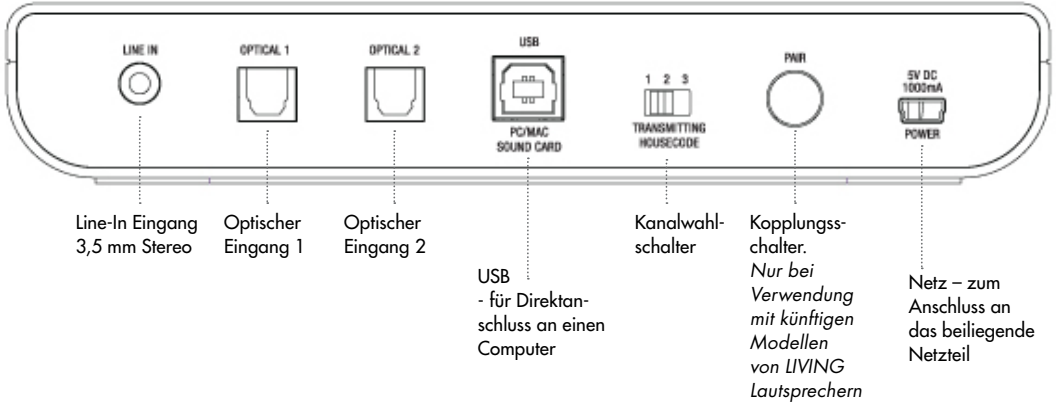 LINE IN
OPTICAL 1
OPTICAL 2
USB
PC/MAC
SOUND CARD
1 2 3
TRANSMITTING
HOUSECODE
PAIR
5V DC
1000mA
POWER
Line-In Eingang
3,5 mm Stereo
Optischer
Eingang 1
Optischer
Eingang 2
USB
- für Direktan-
schluss an einen
Computer
Kanalwahl-
schalter
Kopplungss-
chalter.
Nur bei
Verwendung
mit künftigen
Modellen
von LIVING
Lautsprechern
Netz – zum
Anschluss an
das beiliegende
Netzteil